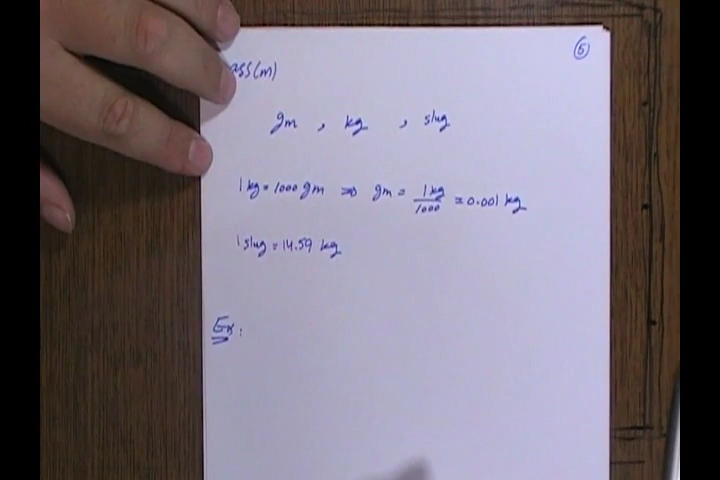 5
ass(m)
gm , kg , slug
1 kg = 1000 gm ⇒ gm = 1 kg / 1000 = 0.001 kg
1 slug = 14.59 kg
Ex: